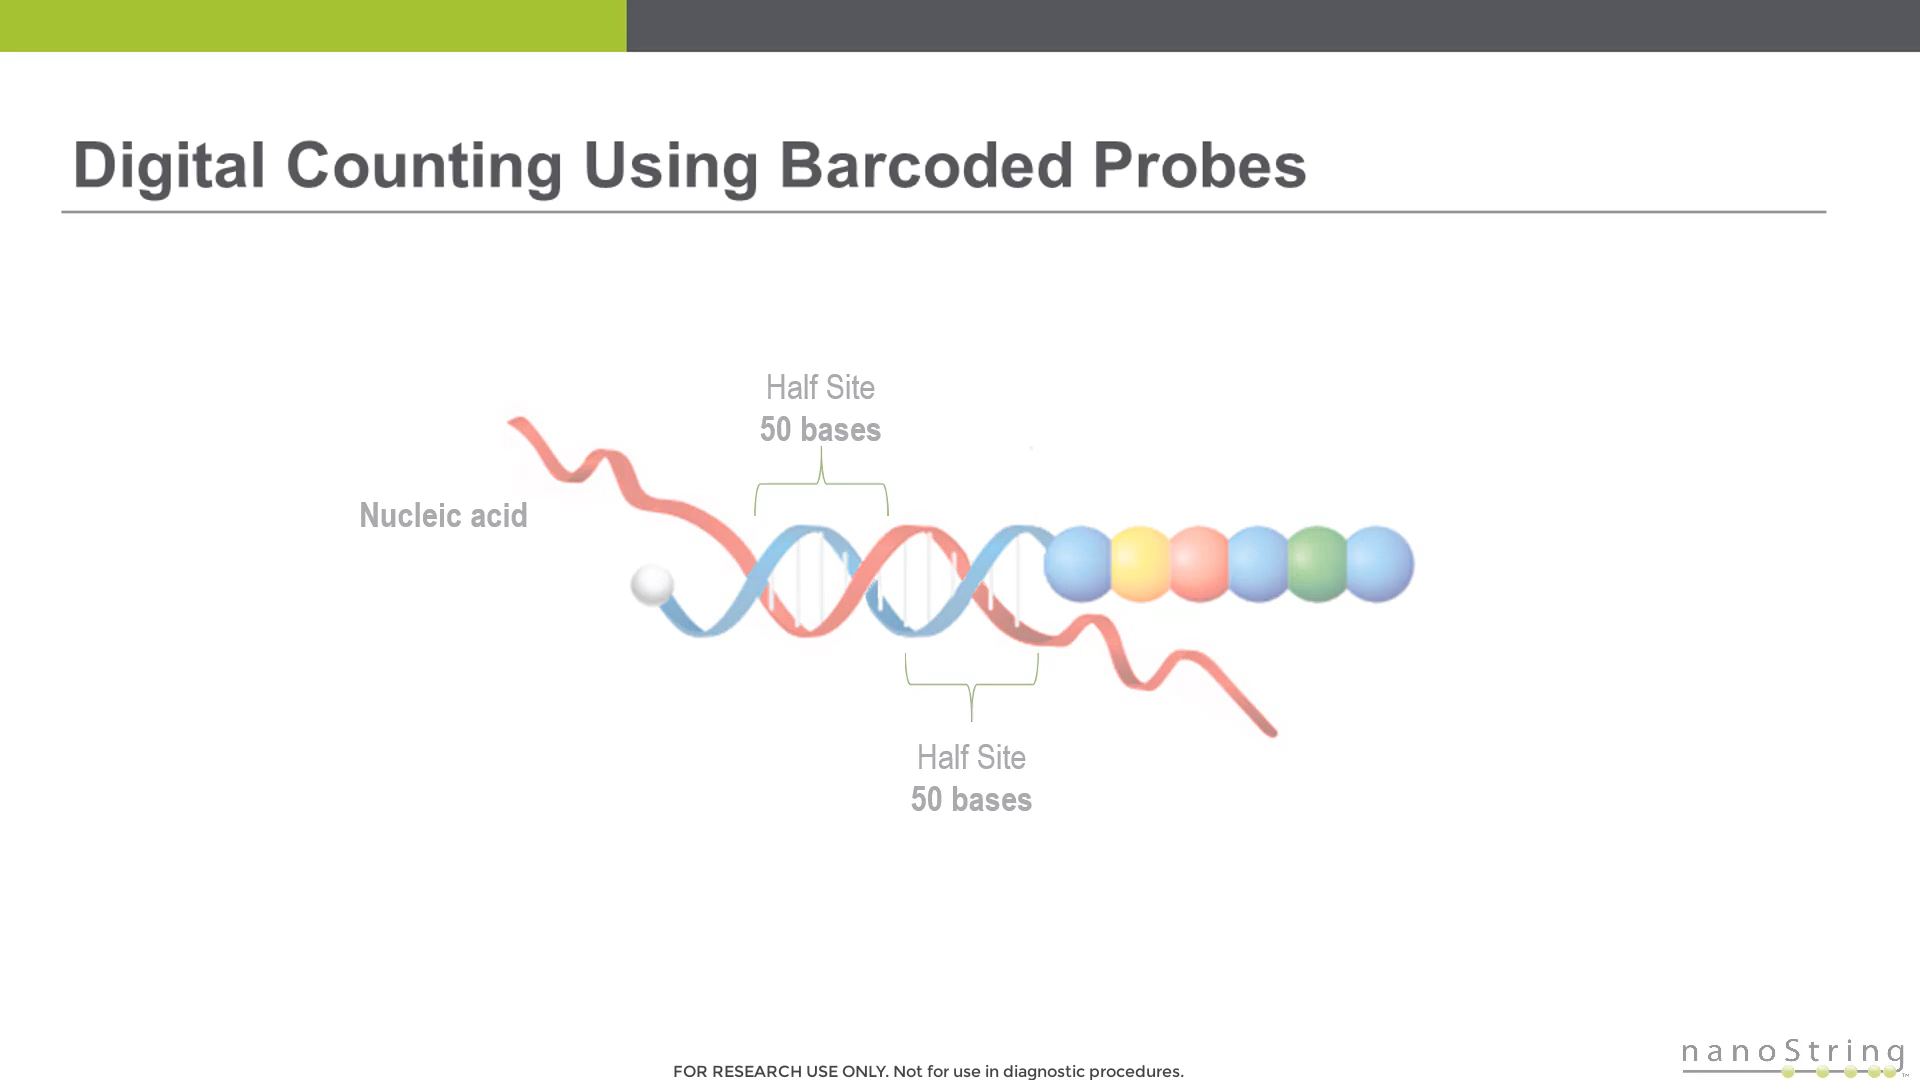 Digital Counting Using Barcoded Probes
Half Site
50 bases
Nucleic acid
Half Site
50 bases
FOR RESEARCH USE ONLY. Not for use in diagnostic procedures.
nanoString
™